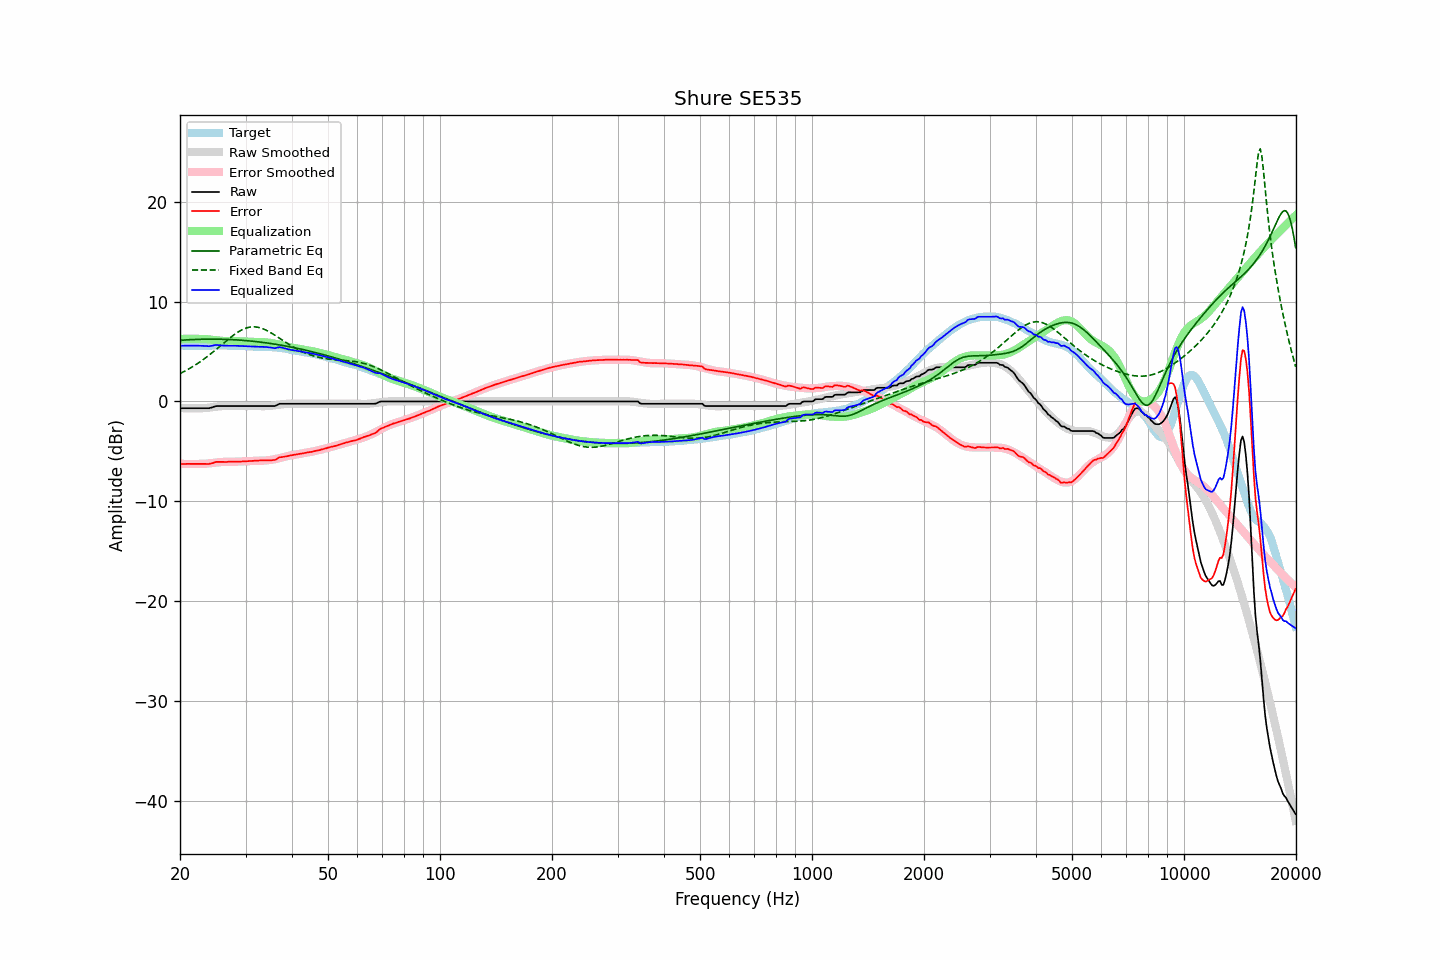 Shure SE535
Target
Raw Smoothed
Error Smoothed
Raw
Error
Equalization
Parametric Eq
Fixed Band Eq
Equalized
Amplitude (dBr)
20
10
0
−10
−20
−30
−40
20 50 100 200 500 1000 2000 5000 10000 20000
Frequency (Hz)